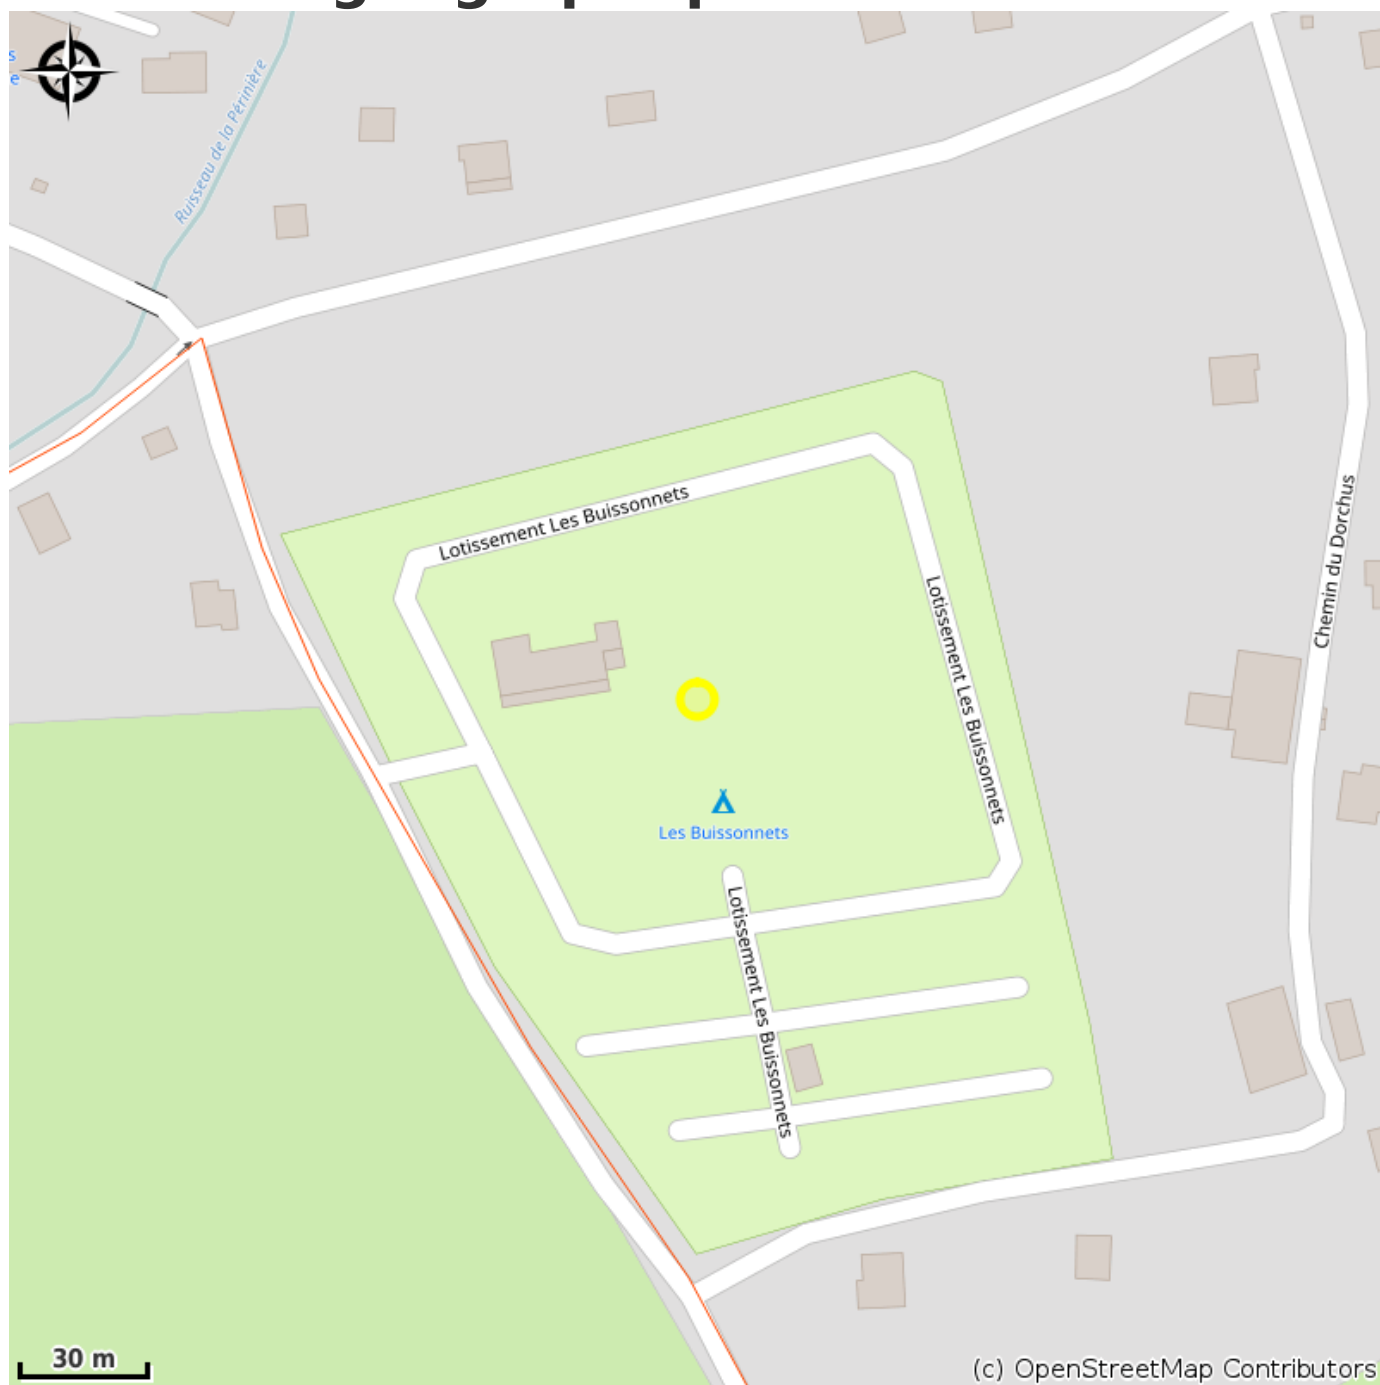 s
e
Ruisseau de la Périnière
Lotissement Les Buissonnets
Chemin du Dorchus
Lotissement Les Buissonnets
Les Buissonnets
Lotissement Les Buissonnets
30 m
(c) OpenStreetMap Contributors